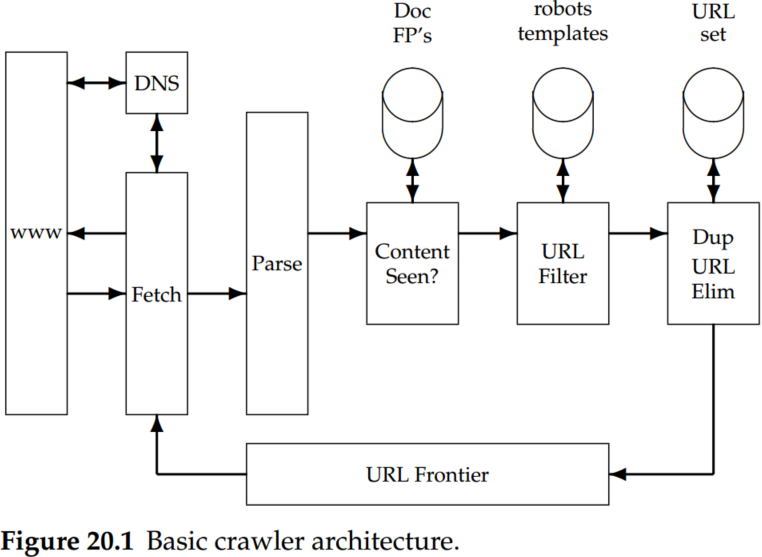 Doc
FP's
robots
templates
URL
set
DNS
www
Fetch
Parse
Content
Seen?
URL
Filter
Dup
URL
Elim
URL Frontier
Figure 20.1 Basic crawler architecture.